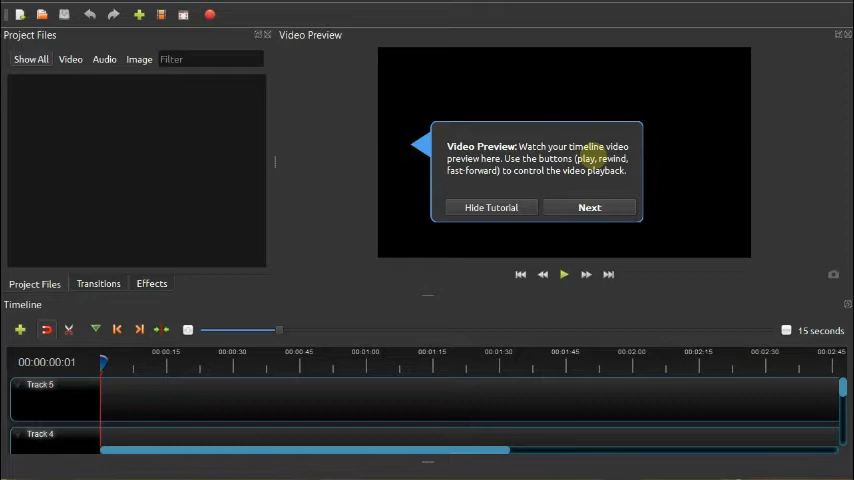 Project Files
Video Preview
Show All Video Audio Image Filter
Video Preview: Watch your timeline video
preview here. Use the buttons (play, rewind,
fast-forward) to control the video playback.
Hide Tutorial Next
Project Files Transitions Effects
Timeline
15 seconds
00:00:00:01
00:00:15 00:00:30 00:00:45 00:01:00 00:01:15 00:01:30 00:01:45 00:02:00 00:02:15 00:02:30 00:02:45
Track 5
Track 4